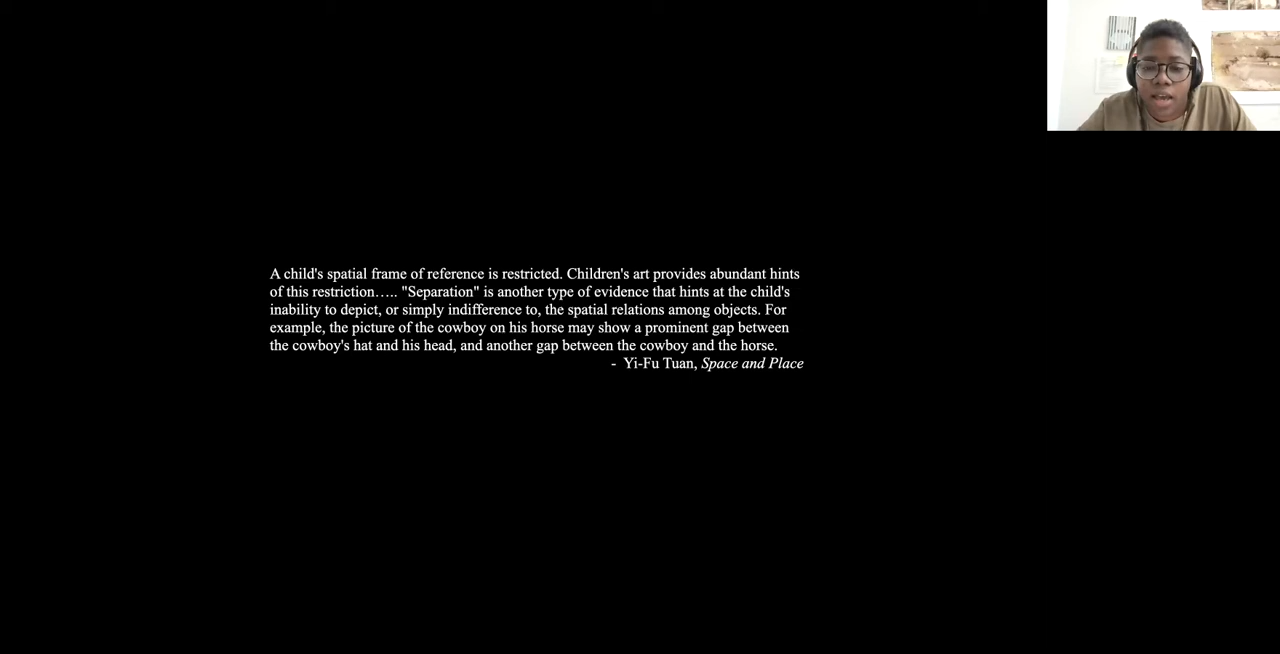 A child's spatial frame of reference is restricted. Children's art provides abundant hints
of this restriction….. "Separation" is another type of evidence that hints at the child's
inability to depict, or simply indifference to, the spatial relations among objects. For
example, the picture of the cowboy on his horse may show a prominent gap between
the cowboy's hat and his head, and another gap between the cowboy and the horse.
- Yi-Fu Tuan, Space and Place